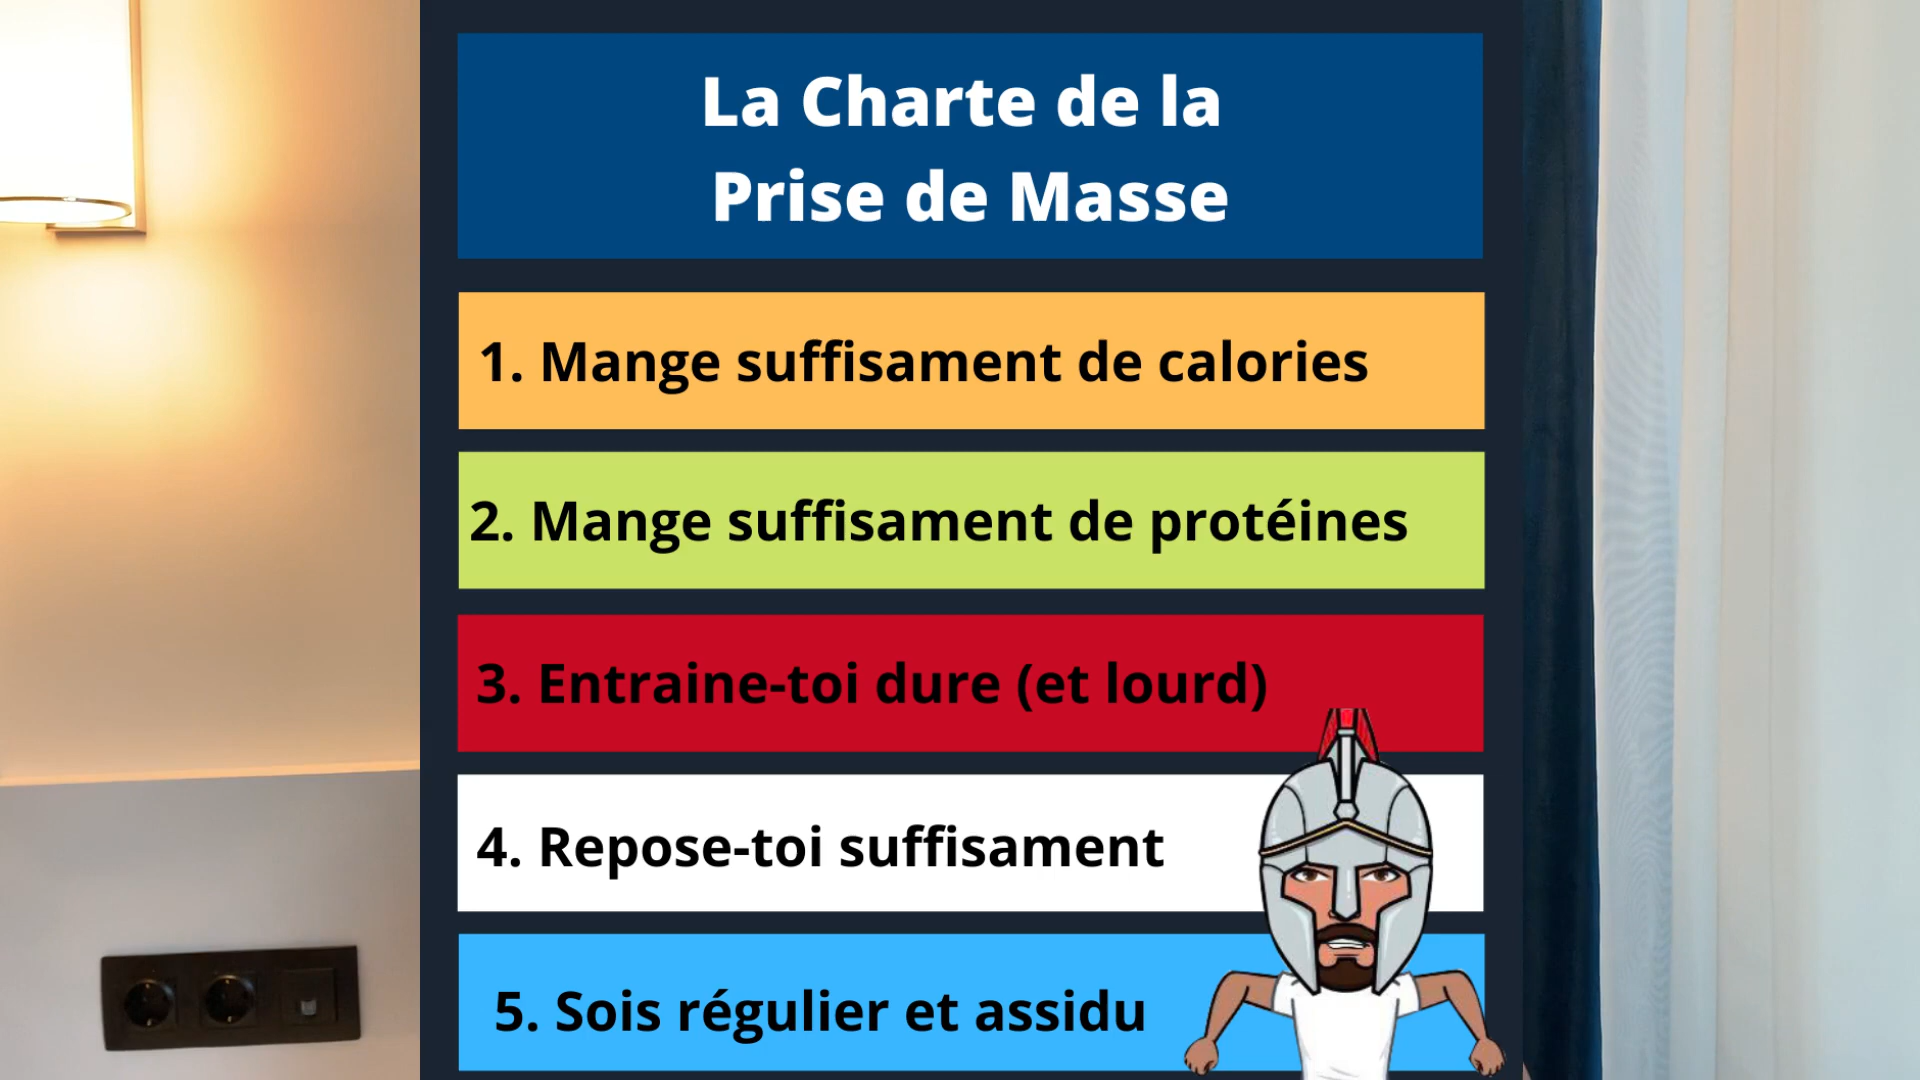 La Charte de la
Prise de Masse
1. Mange suffisament de calories
2. Mange suffisament de protéines
3. Entraine-toi dure (et lourd)
4. Repose-toi suffisament
5. Sois régulier et assidu